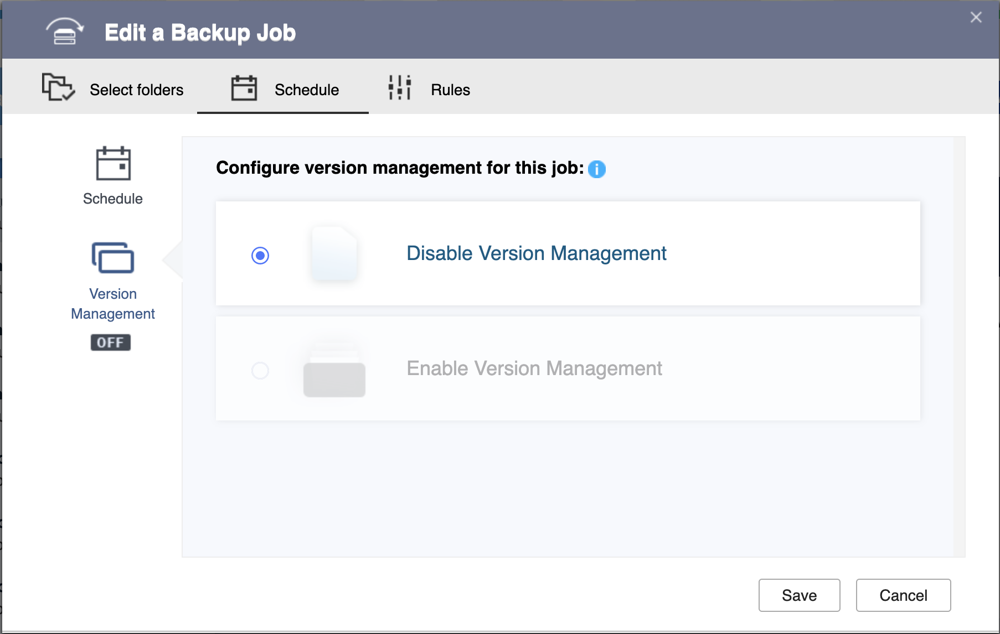 Edit a Backup Job
Select folders
Schedule
Rules
Schedule
Version
Management
OFF
Configure version management for this job:
Disable Version Management
Enable Version Management
Save
Cancel